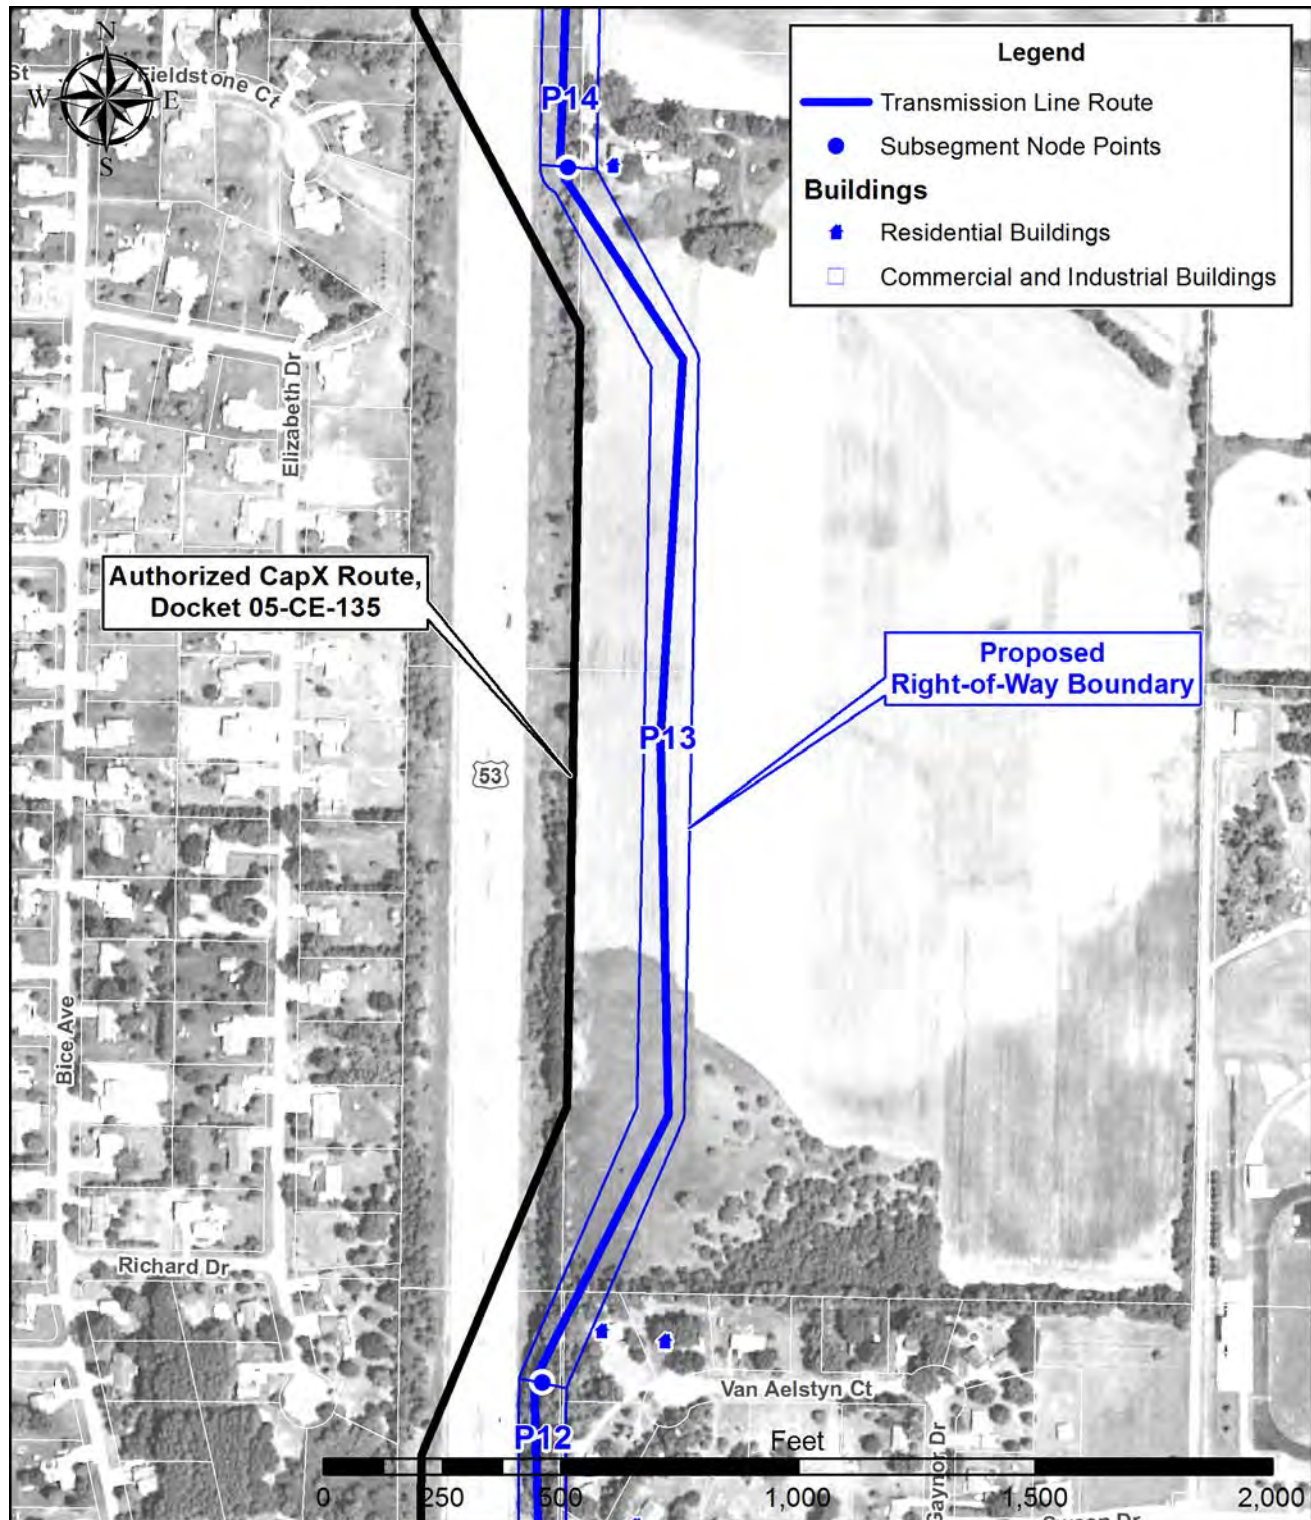 N
St
Fieldstone Ct
W
E
S
P14
Legend
Transmission Line Route
Subsegment Node Points
Buildings
Residential Buildings
Commercial and Industrial Buildings
Elizabeth Dr
Authorized CapX Route,
Docket 05-CE-135
Proposed
Right-of-Way Boundary
P13
53
Bice Ave
Richard Dr
Van Aelstyn Ct
P12
Feet
Gaynor Dr
0 250 500 1,000 1,500 2,000